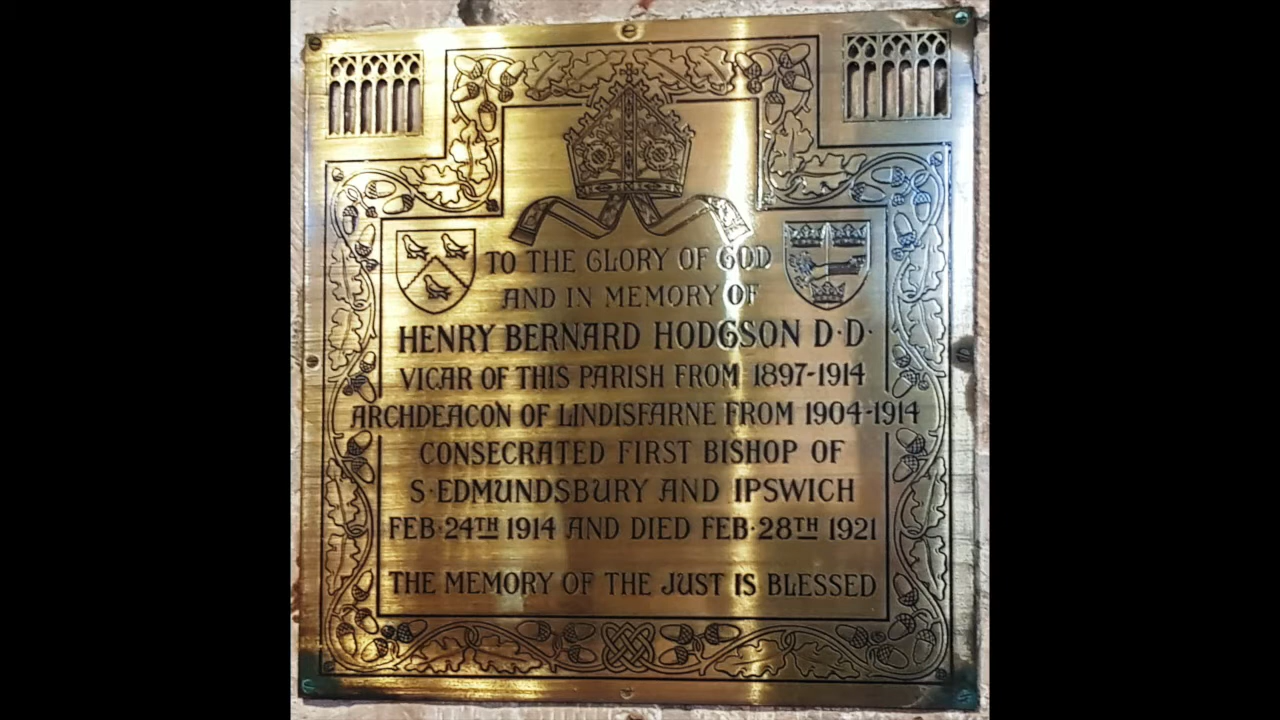 TO THE GLORY OF GOD
AND IN MEMORY OF
HENRY BERNARD HODGSON D·D·
VICAR OF THIS PARISH FROM 1897-1914
ARCHDEACON OF LINDISFARNE FROM 1904-1914
CONSECRATED FIRST BISHOP OF
S·EDMUNDSBURY AND IPSWICH
FEB·24TH 1914 AND DIED FEB·28TH 1921
THE MEMORY OF THE JUST IS BLESSED